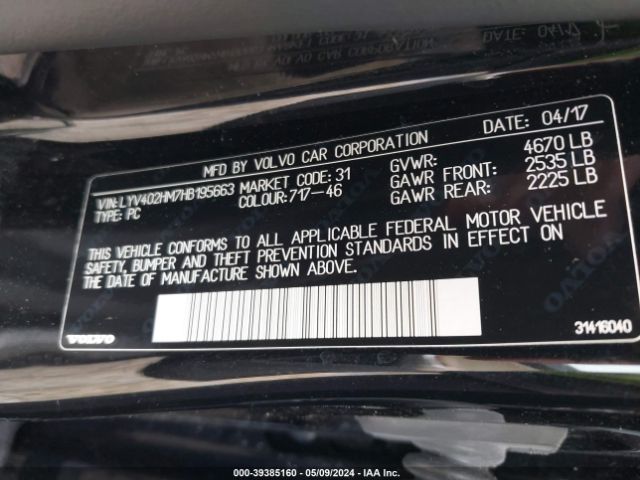 MFD BY VOLVO CAR CORPORATION DATE: 04/17
VIN:LYV402HM7HB195663 MARKET CODE: 31 GVWR: 4670 LB
TYPE: PC COLOUR:717-46 GAWR FRONT: 2535 LB
GAWR REAR: 2225 LB
THIS VEHICLE CONFORMS TO ALL APPLICABLE FEDERAL MOTOR VEHICLE
SAFETY, BUMPER AND THEFT PREVENTION STANDARDS IN EFFECT ON
THE DATE OF MANUFACTURE SHOWN ABOVE.
VOLVO 31416040
000-39385160 - 05/09/2024 - IAA Inc.